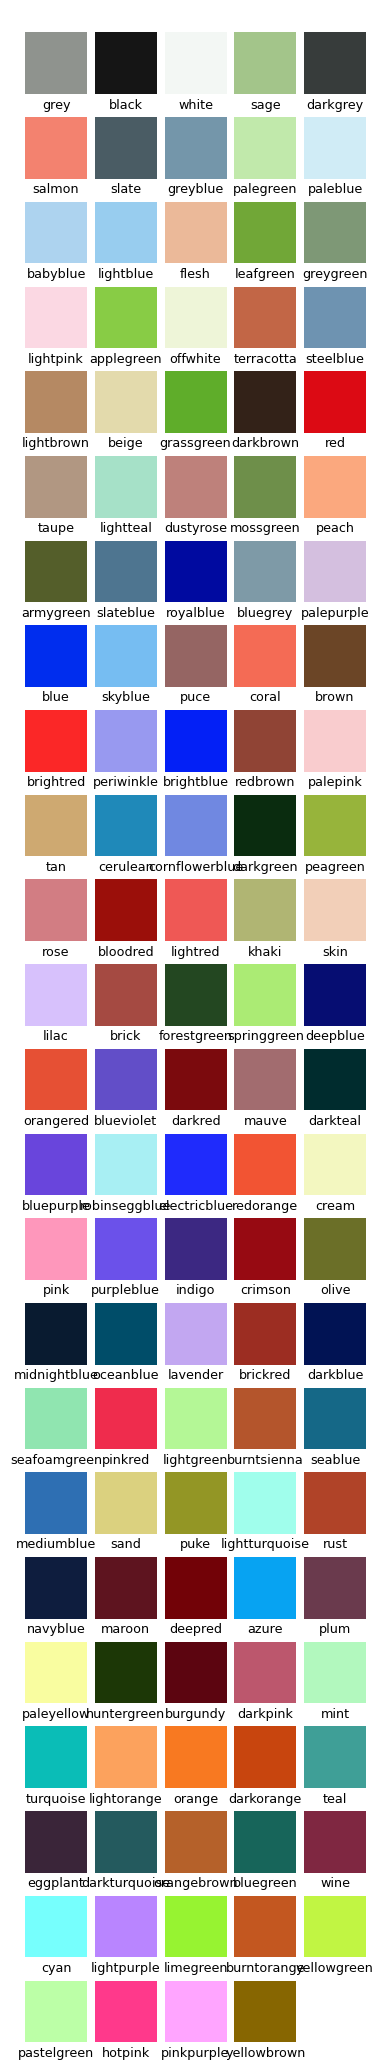 grey black white sage darkgrey
salmon slate greyblue palegreen paleblue
babyblue lightblue flesh leafgreen greygreen
lightpink applegreen offwhite terracotta steelblue
lightbrown beige grassgreen darkbrown red
taupe lightteal dustyrose mossgreen peach
armygreen slateblue royalblue bluegrey palepurple
blue skyblue puce coral brown
brightred periwinkle brightblue redbrown palepink
tan cerulean cornflowerblue darkgreen peagreen
rose bloodred lightred khaki skin
lilac brick forestgreen springgreen deepblue
orangered blueviolet darkred mauve darkteal
bluepurple robinseggblue electricblue redorange cream
pink purpleblue indigo crimson olive
midnightblue oceanblue lavender brickred darkblue
seafoamgreen pinkred lightgreen burntsienna seablue
mediumblue sand puke lightturquoise rust
navyblue maroon deepred azure plum
paleyellow huntergreen burgundy darkpink mint
turquoise lightorange orange darkorange teal
eggplant darkturquoise orangebrown bluegreen wine
cyan lightpurple limegreen burntorange yellowgreen
pastelgreen hotpink pinkpurple yellowbrown